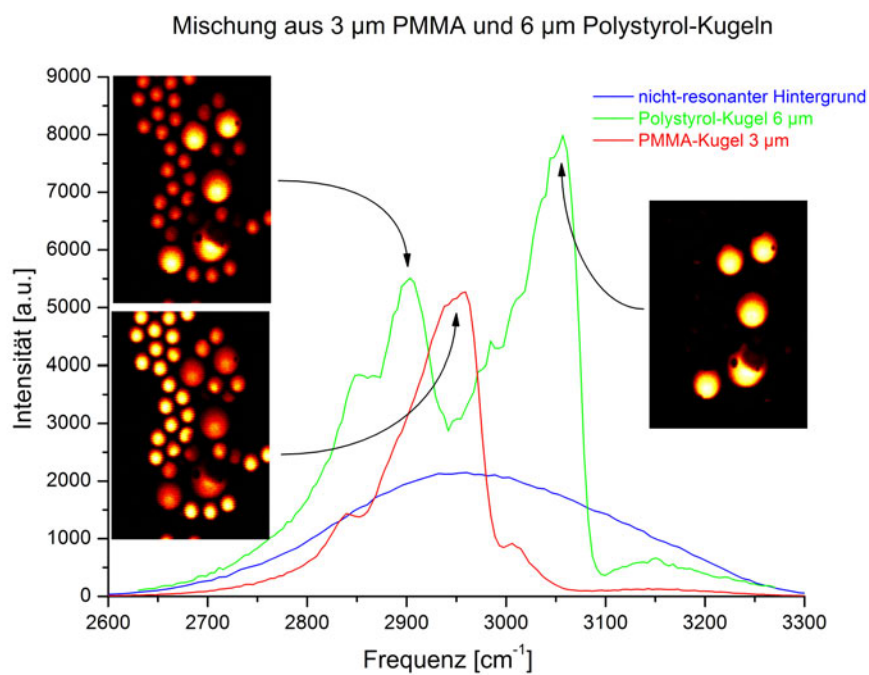 Mischung aus 3 µm PMMA und 6 µm Polystyrol-Kugeln
nicht-resonanter Hintergrund
Polystyrol-Kugel 6 µm
PMMA-Kugel 3 µm
Intensität [a.u.]
9000
8000
7000
6000
5000
4000
3000
2000
1000
0
2600 2700 2800 2900 3000 3100 3200 3300
Frequenz [cm⁻¹]